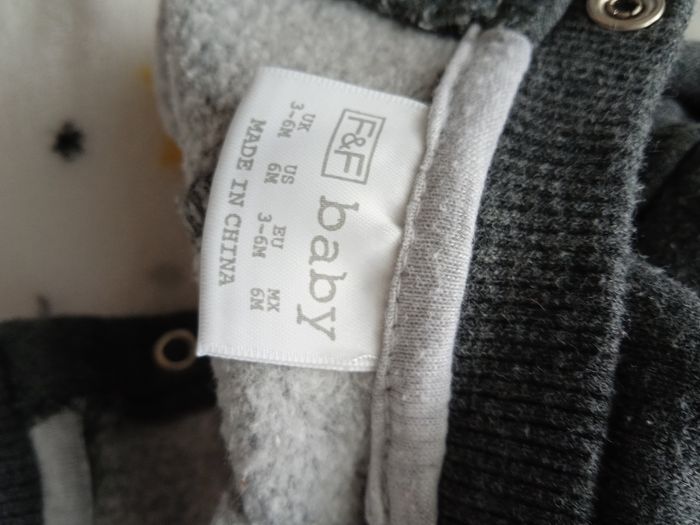 F&F baby
UK US EU MX
3-6M 6M 3-6M 6M
MADE IN CHINA